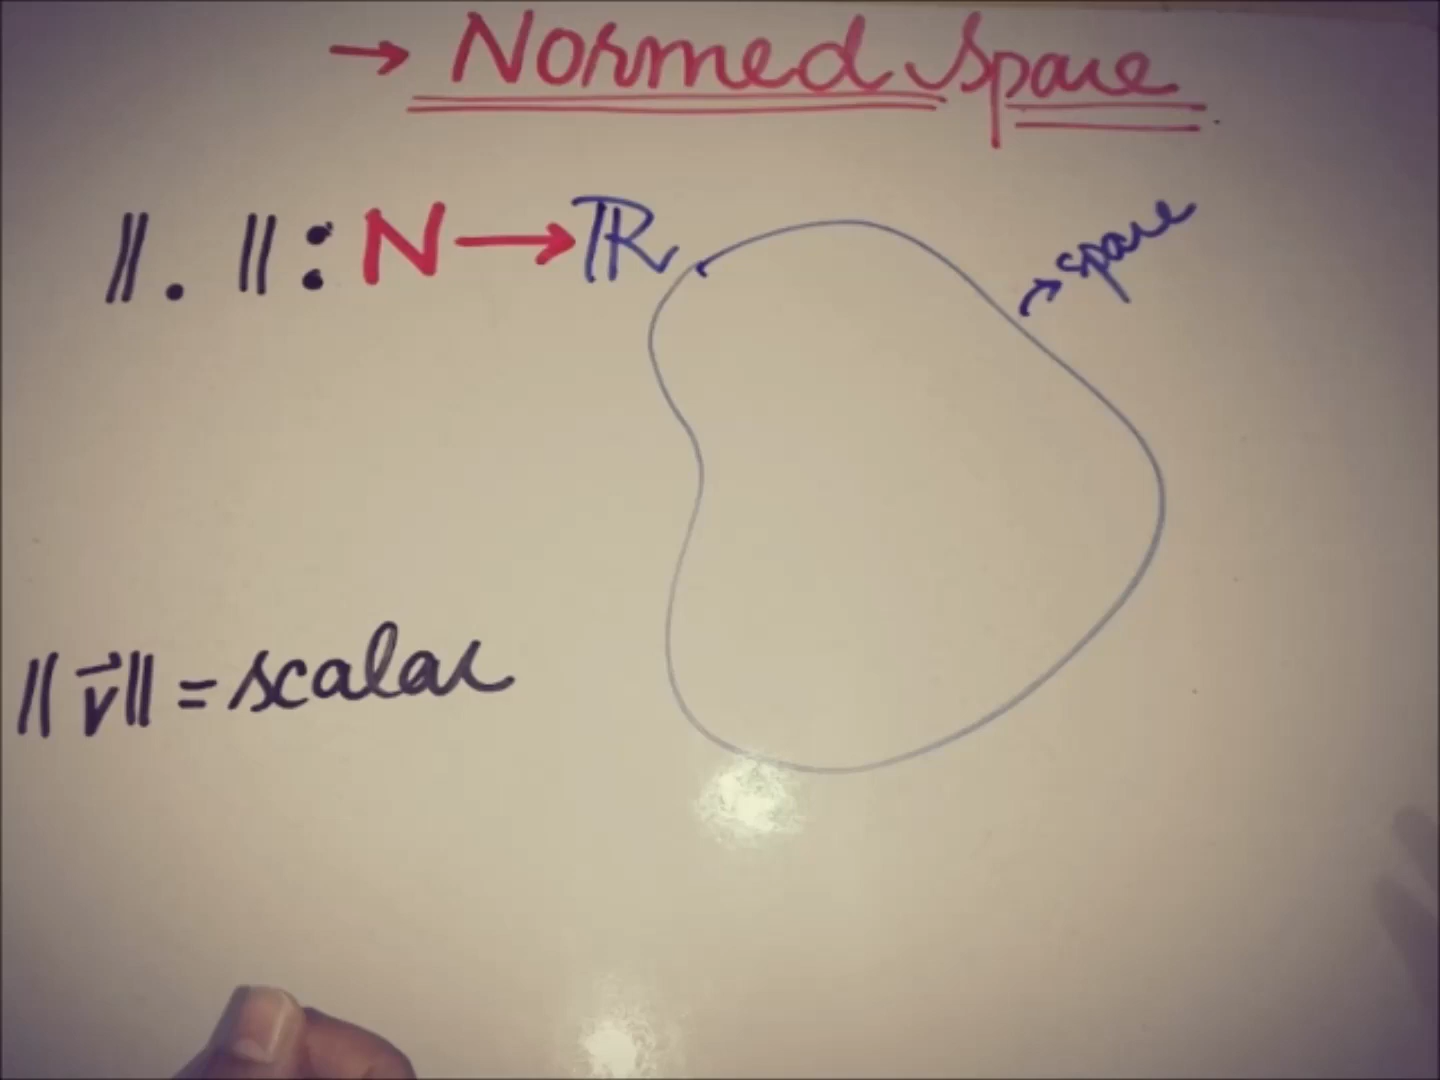 → Normed Space
||. || : N → ℝ
→ space
||v⃗|| = scalar